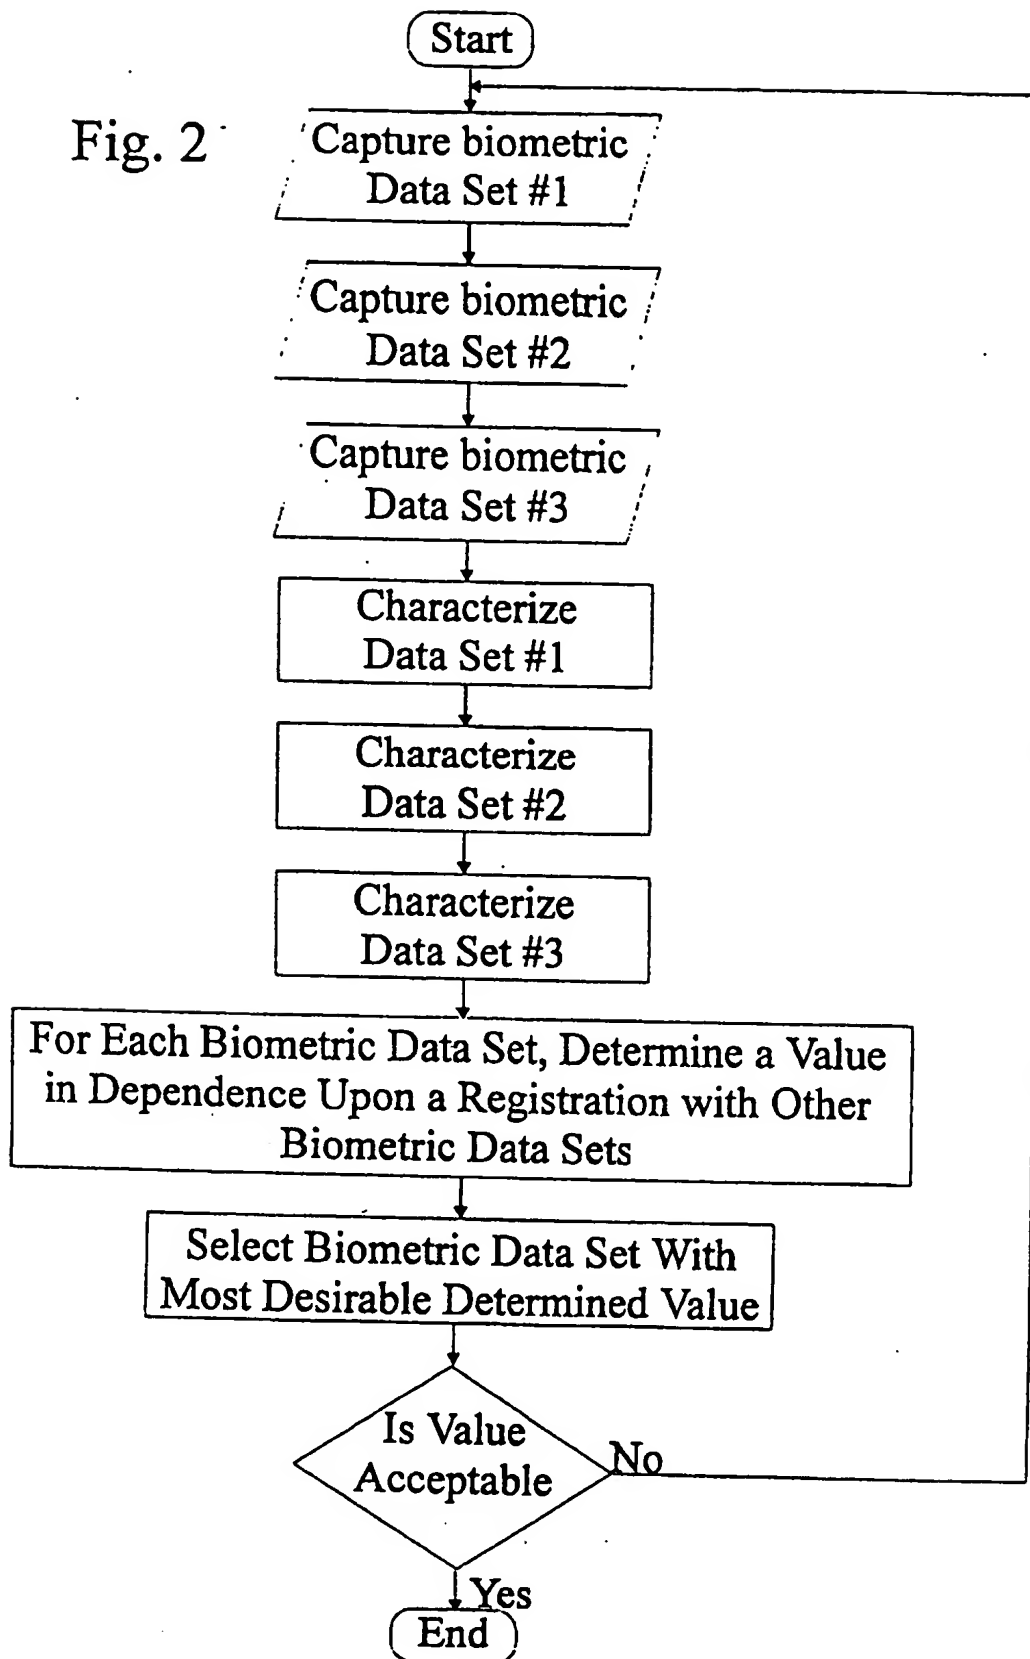 Start
Fig. 2
Capture biometric
Data Set #1
Capture biometric
Data Set #2
Capture biometric
Data Set #3
Characterize
Data Set #1
Characterize
Data Set #2
Characterize
Data Set #3
For Each Biometric Data Set, Determine a Value
in Dependence Upon a Registration with Other
Biometric Data Sets
Select Biometric Data Set With
Most Desirable Determined Value
Is Value
Acceptable
No
Yes
End